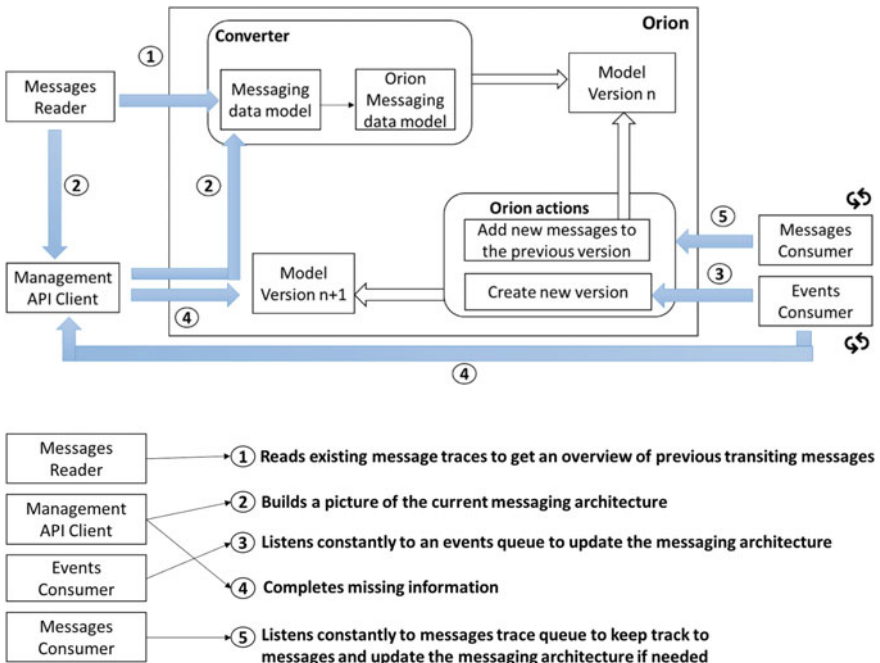 Orion
Converter
①
Messages
Reader
Messaging
data model
Orion
Messaging
data model
Model
Version n
②
②
Orion actions
⑤
Add new messages to
the previous version
Messages
Consumer
Management
API Client
Model
Version n+1
③
Create new version
Events
Consumer
④
④
Messages
Reader
① Reads existing message traces to get an overview of previous transiting messages
Management
API Client
② Builds a picture of the current messaging architecture
③ Listens constantly to an events queue to update the messaging architecture
Events
Consumer
④ Completes missing information
Messages
Consumer
⑤ Listens constantly to messages trace queue to keep track to
messages and update the messaging architecture if needed